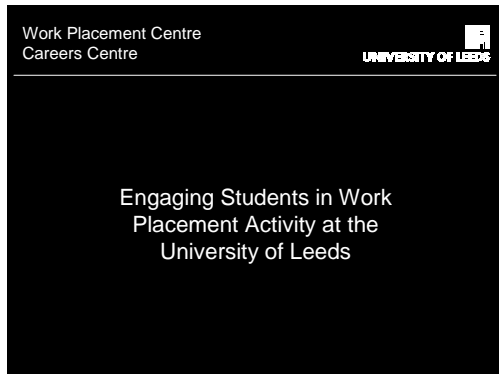 Work Placement Centre
Careers Centre
UNIVERSITY OF LEEDS
Engaging Students in Work
Placement Activity at the
University of Leeds